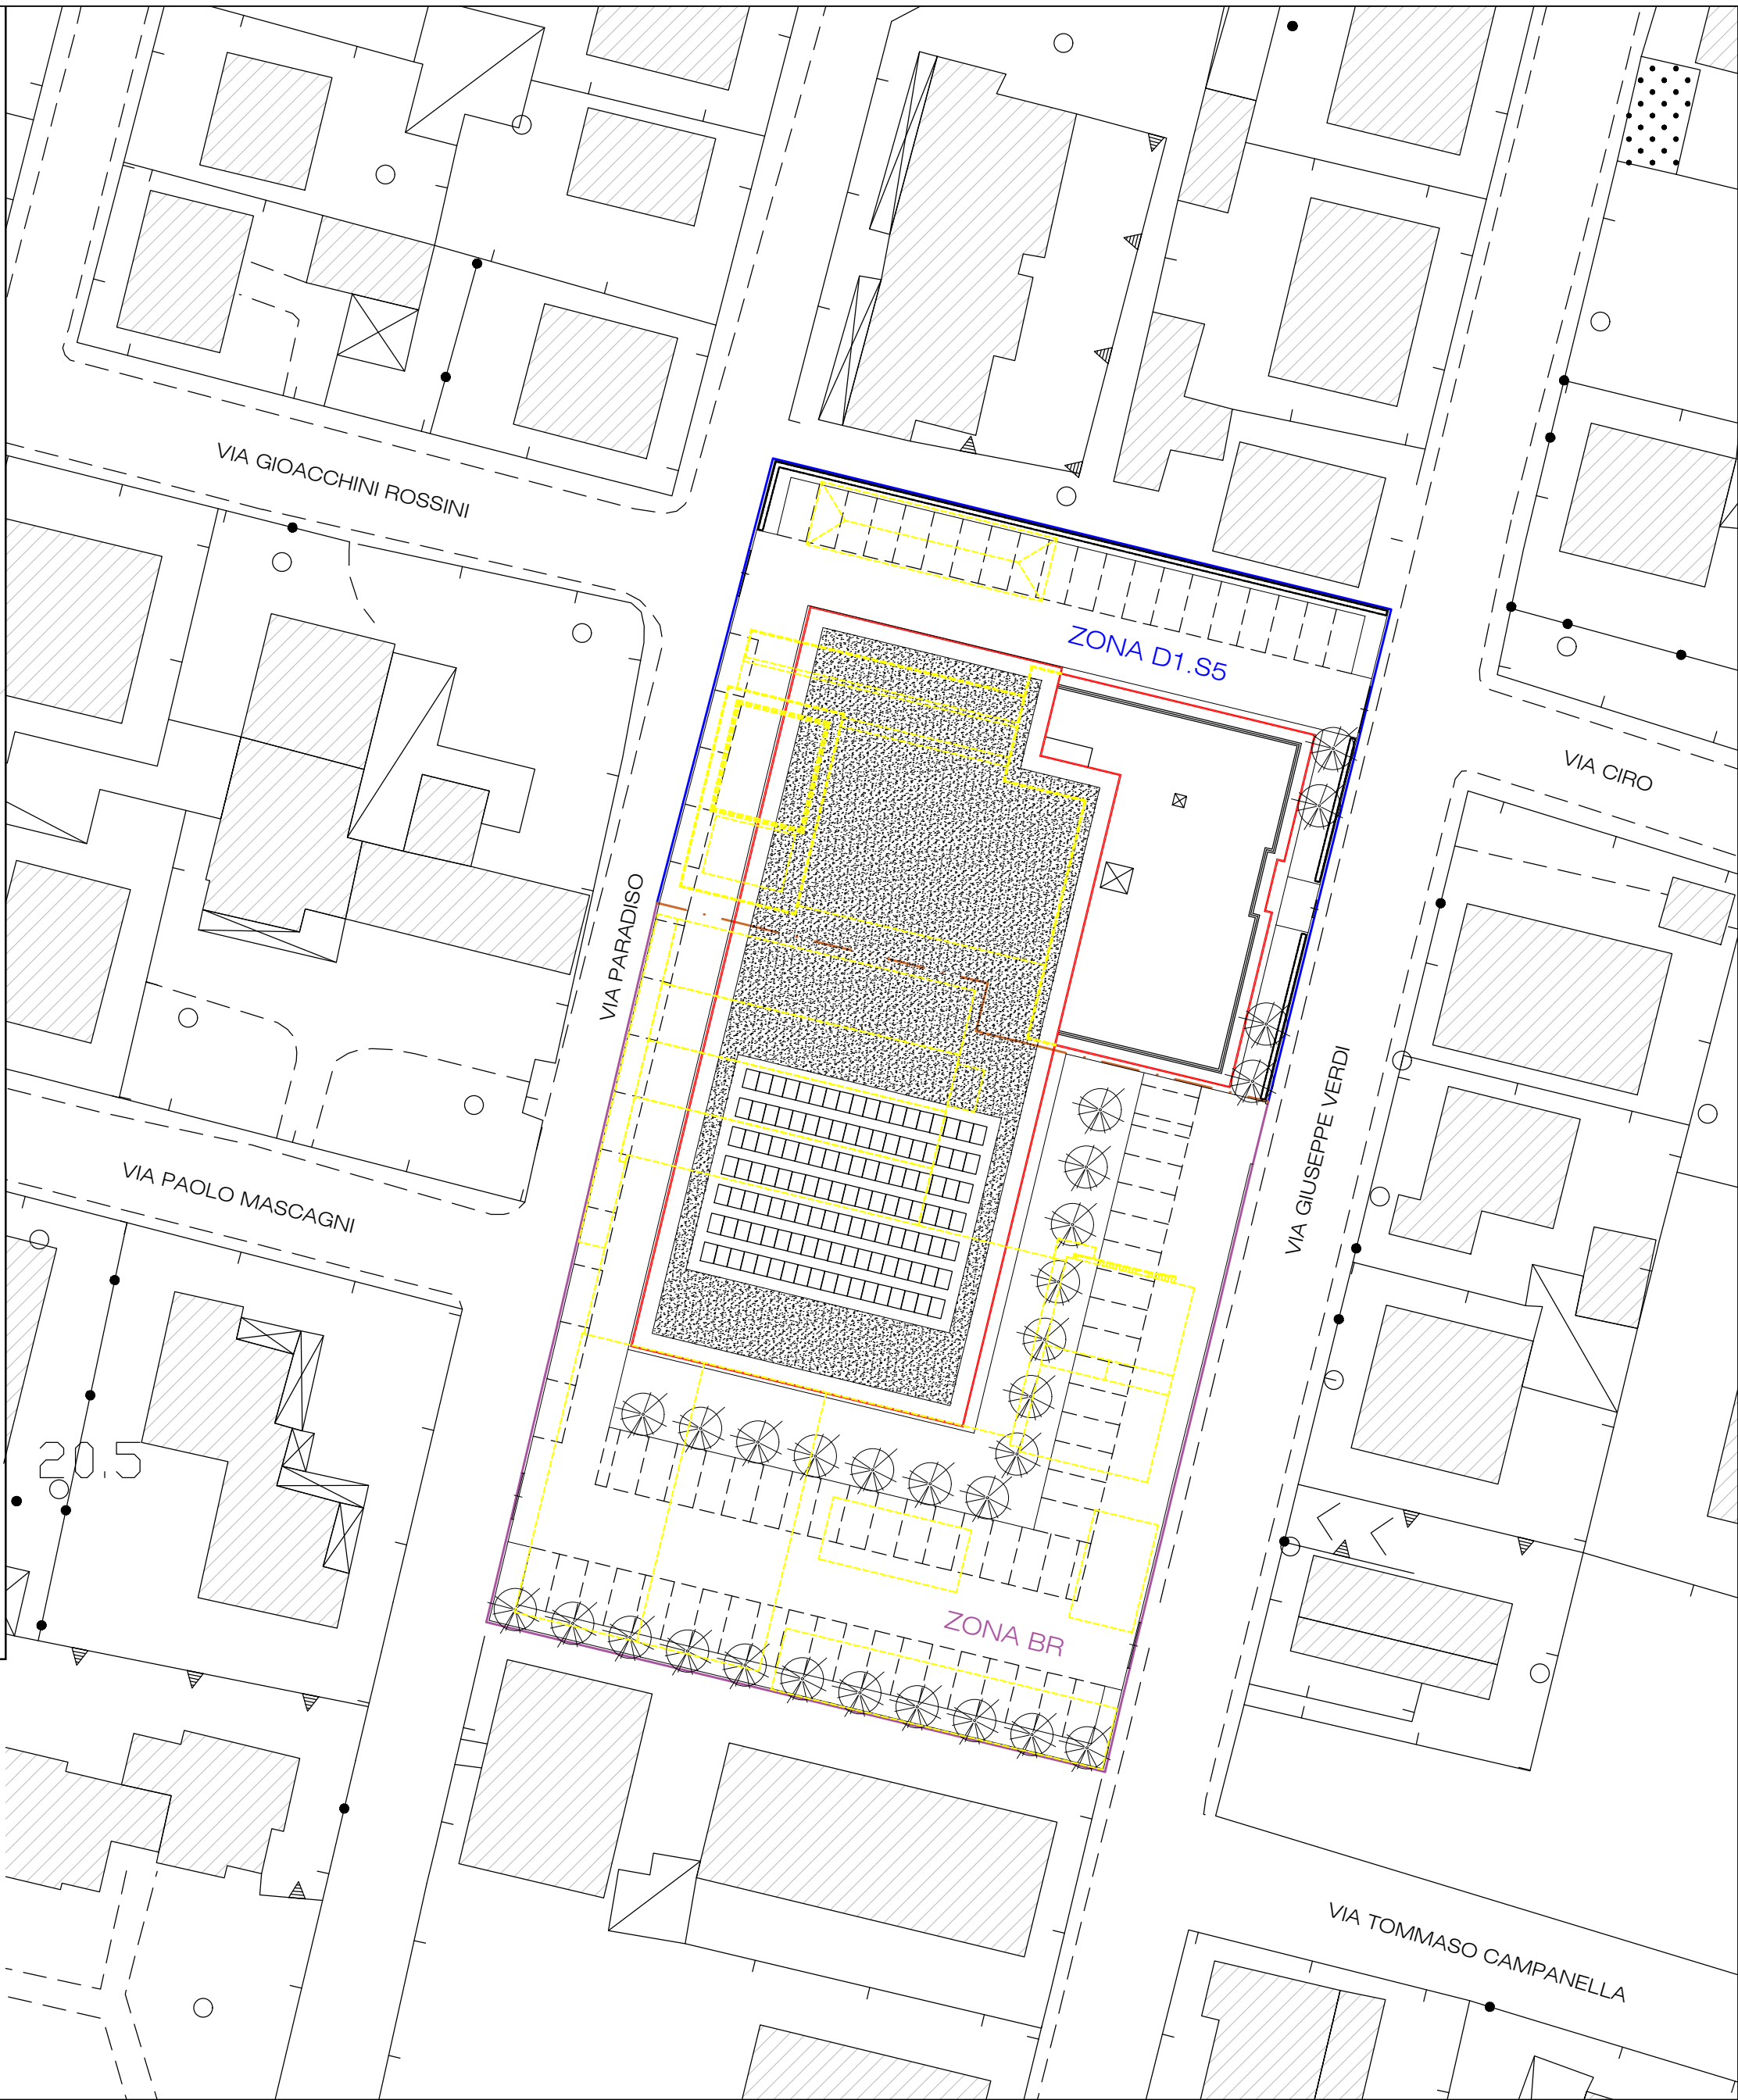 VIA GIOACCHINI ROSSINI
ZONA D1.S5
VIA CIRO
VIA PARADISO
VIA GIUSEPPE VERDI
VIA PAOLO MASCAGNI
20.5
ZONA BR
VIA TOMMASO CAMPANELLA